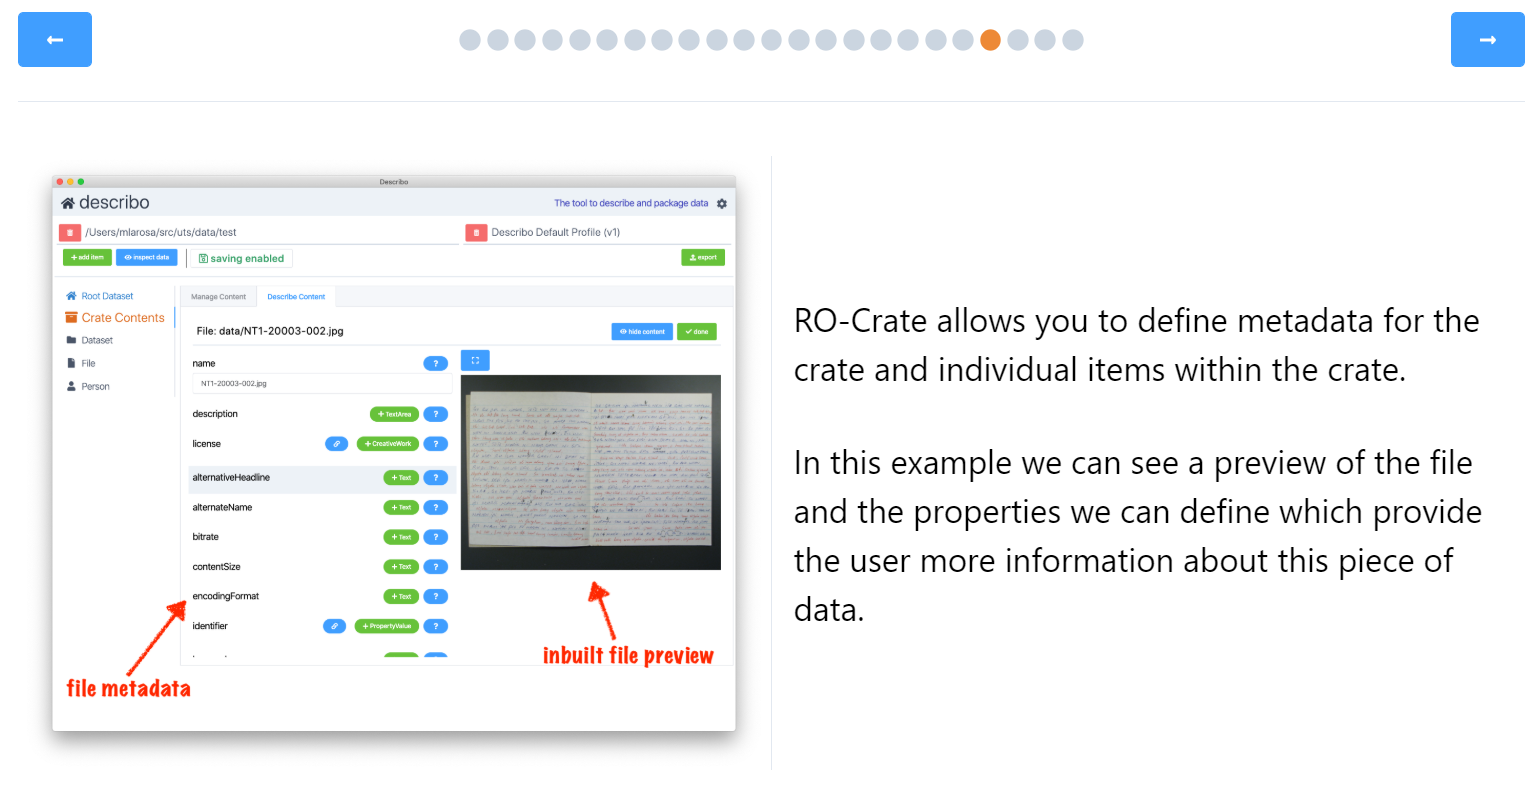 Describo
describo
The tool to describe and package data
/Users/mlarosa/src/uts/data/test
Describo Default Profile (v1)
+ add item
inspect data
saving enabled
export
Root Dataset
Crate Contents
Dataset
File
Person
Manage Content
Describe Content
File: data/NT1-20003-002.jpg
hide content
done
name
?
NT1-20003-002.jpg
description
+ TextArea
?
license
+ CreativeWork
?
alternativeHeadline
+ Text
?
alternateName
+ Text
?
bitrate
+ Text
?
contentSize
+ Text
?
encodingFormat
+ Text
?
identifier
+ PropertyValue
?
file metadata
inbuilt file preview
RO-Crate allows you to define metadata for the
crate and individual items within the crate.
In this example we can see a preview of the file
and the properties we can define which provide
the user more information about this piece of
data.